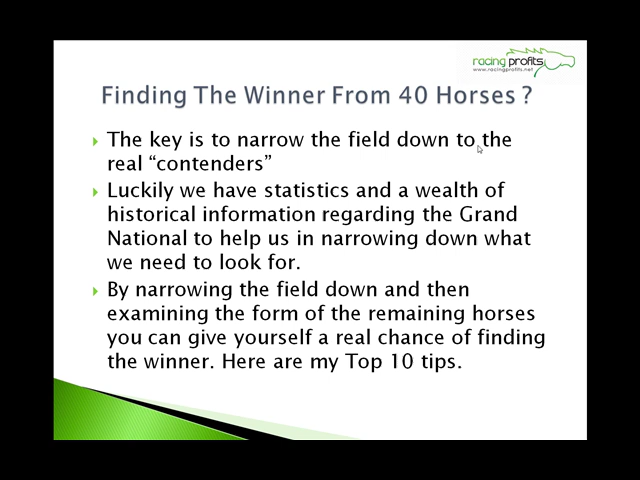 racing profits
www.racingprofits.net
Finding The Winner From 40 Horses ?
The key is to narrow the field down to the
real “contenders”
Luckily we have statistics and a wealth of
historical information regarding the Grand
National to help us in narrowing down what
we need to look for.
By narrowing the field down and then
examining the form of the remaining horses
you can give yourself a real chance of finding
the winner. Here are my Top 10 tips.